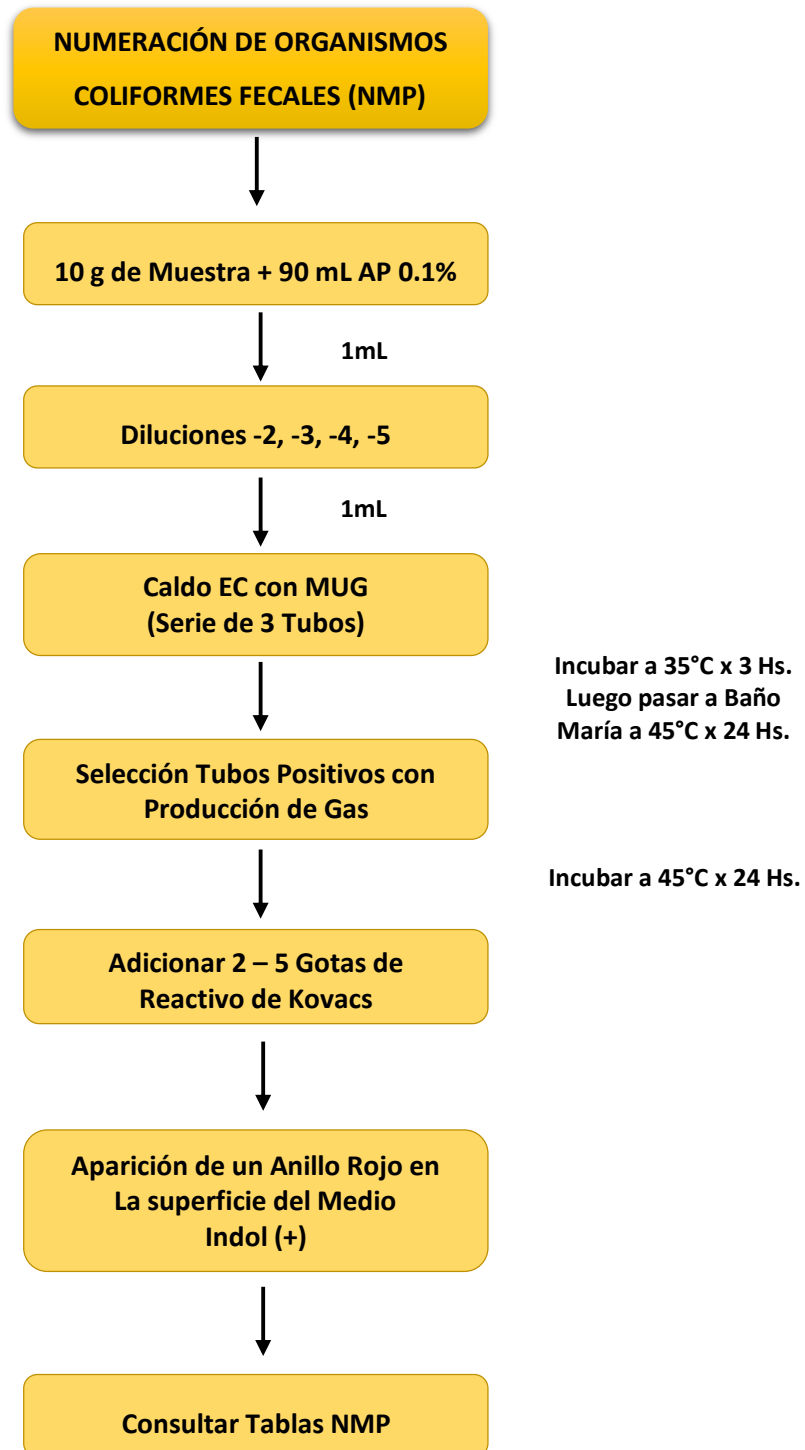 NUMERACIÓN DE ORGANISMOS
COLIFORMES FECALES (NMP)
10 g de Muestra + 90 mL AP 0.1%
1mL
Diluciones -2, -3, -4, -5
1mL
Caldo EC con MUG
(Serie de 3 Tubos)
Incubar a 35°C x 3 Hs.
Luego pasar a Baño
María a 45°C x 24 Hs.
Selección Tubos Positivos con
Producción de Gas
Incubar a 45°C x 24 Hs.
Adicionar 2 – 5 Gotas de
Reactivo de Kovacs
Aparición de un Anillo Rojo en
La superficie del Medio
Indol (+)
Consultar Tablas NMP